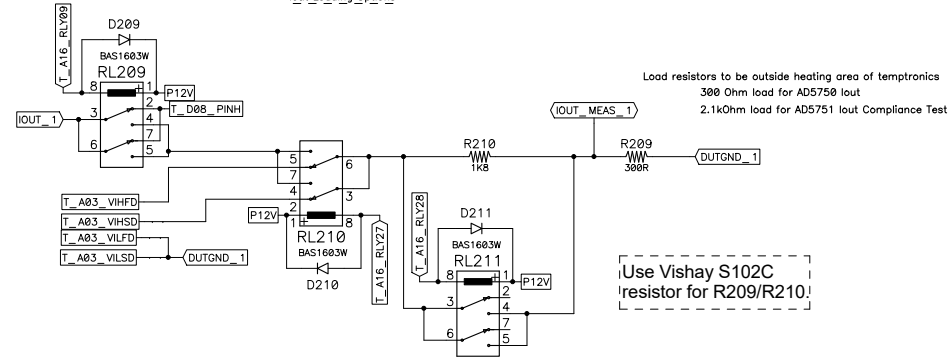 T_A16_RLY09
D209
BAS1603W
RL209
8
1
P12V
2
T_D08_PINH
IOUT_1
3
4
7
6
5
Load resistors to be outside heating area of temptronics
300 Ohm load for AD5750 Iout
2.1kOhm load for AD5751 Iout Compliance Test
IOUT_MEAS_1
R210
1K8
R209
300R
DUTGND_1
5
6
7
4
3
T_A03_VIHFD
T_A03_VIHSD
T_A03_VILFD
T_A03_VILSD
DUTGND_1
P12V
2
1
8
RL210
BAS1603W
D210
T_A16_RLY27
T_A16_RLY28
D211
BAS1603W
RL211
8
1
P12V
2
3
4
7
6
5
Use Vishay S102C
resistor for R209/R210.